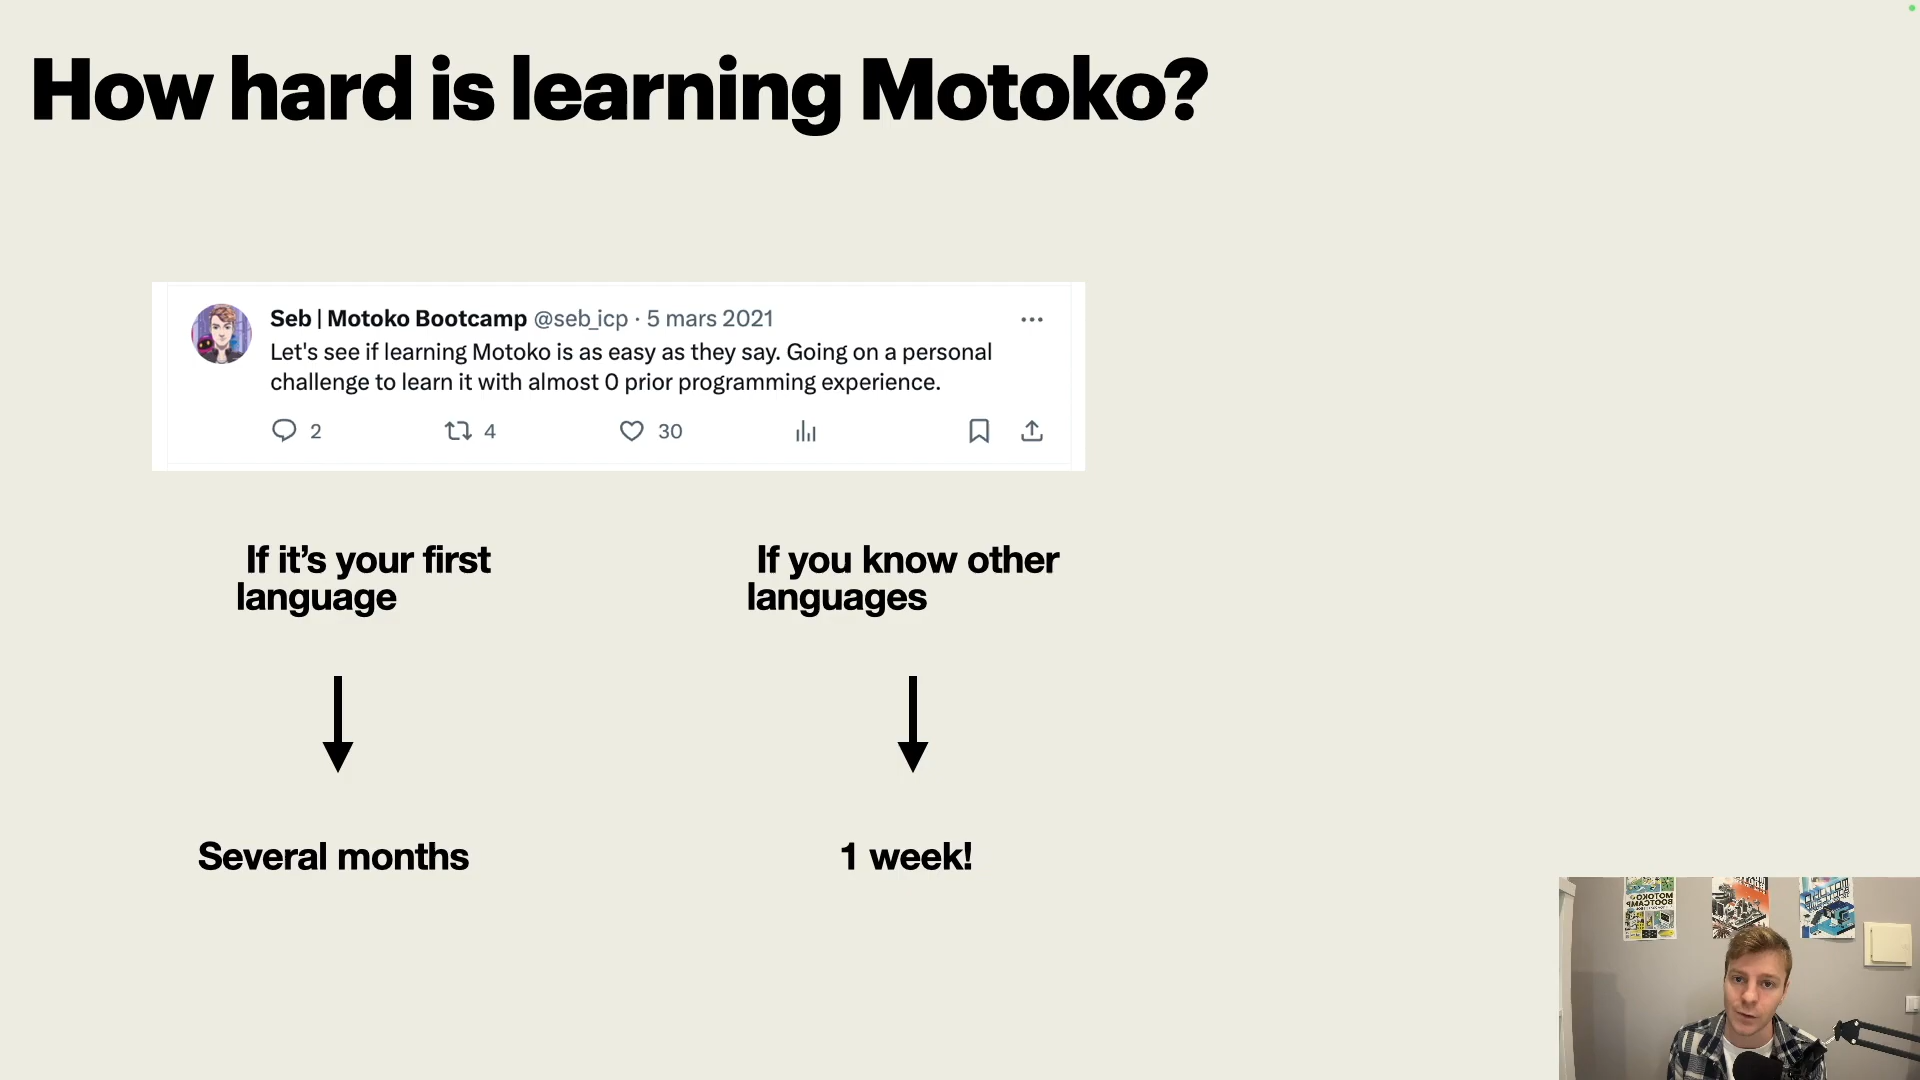 How hard is learning Motoko?
Seb | Motoko Bootcamp @seb_icp · 5 mars 2021
Let's see if learning Motoko is as easy as they say. Going on a personal
challenge to learn it with almost 0 prior programming experience.
2 4 30
If it’s your first
language
If you know other
languages
Several months
1 week!
MOTOKO
BOOTCAMP